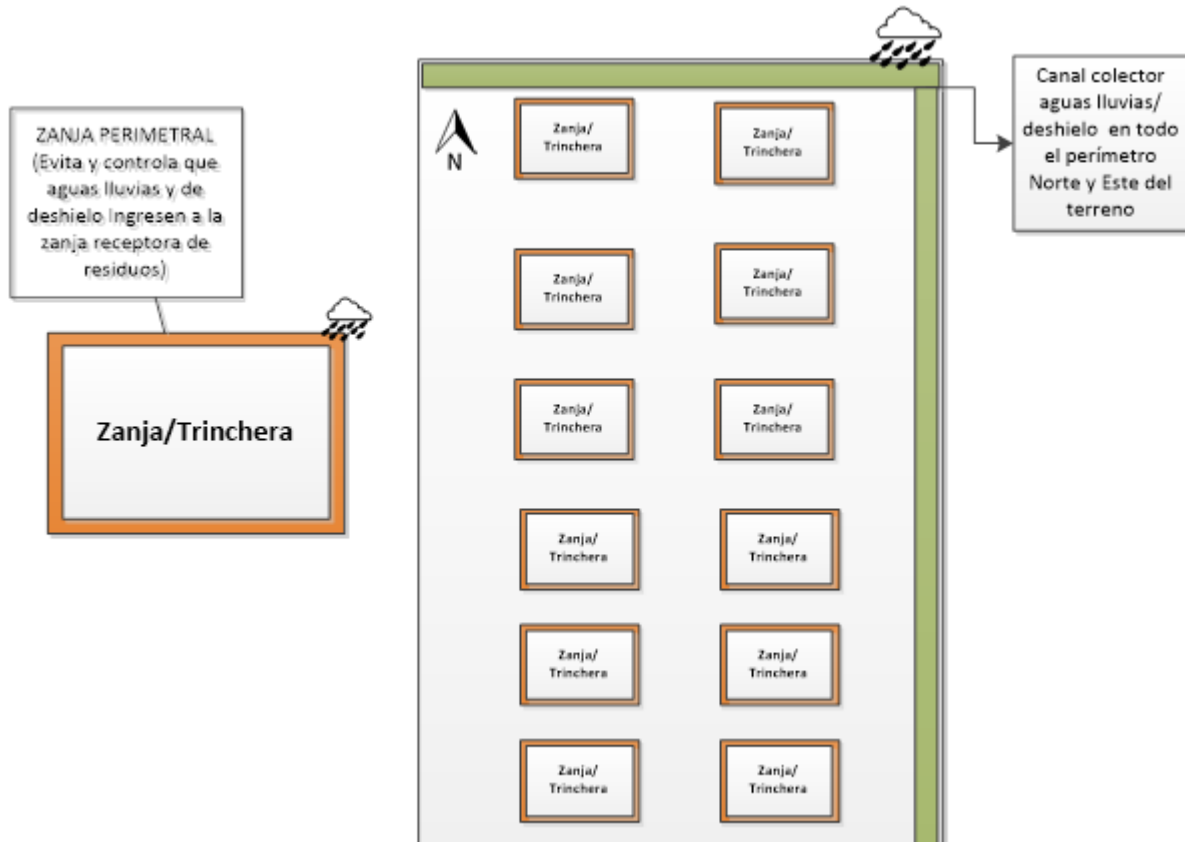 ZANJA PERIMETRAL
(Evita y controla que
aguas lluvias y de
deshielo Ingresen a la
zanja receptora de
residuos)
Zanja/Trinchera
N
Canal colector
aguas lluvias/
deshielo en todo
el perímetro
Norte y Este del
terreno
Zanja/
Trinchera
Zanja/
Trinchera
Zanja/
Trinchera
Zanja/
Trinchera
Zanja/
Trinchera
Zanja/
Trinchera
Zanja/
Trinchera
Zanja/
Trinchera
Zanja/
Trinchera
Zanja/
Trinchera
Zanja/
Trinchera
Zanja/
Trinchera